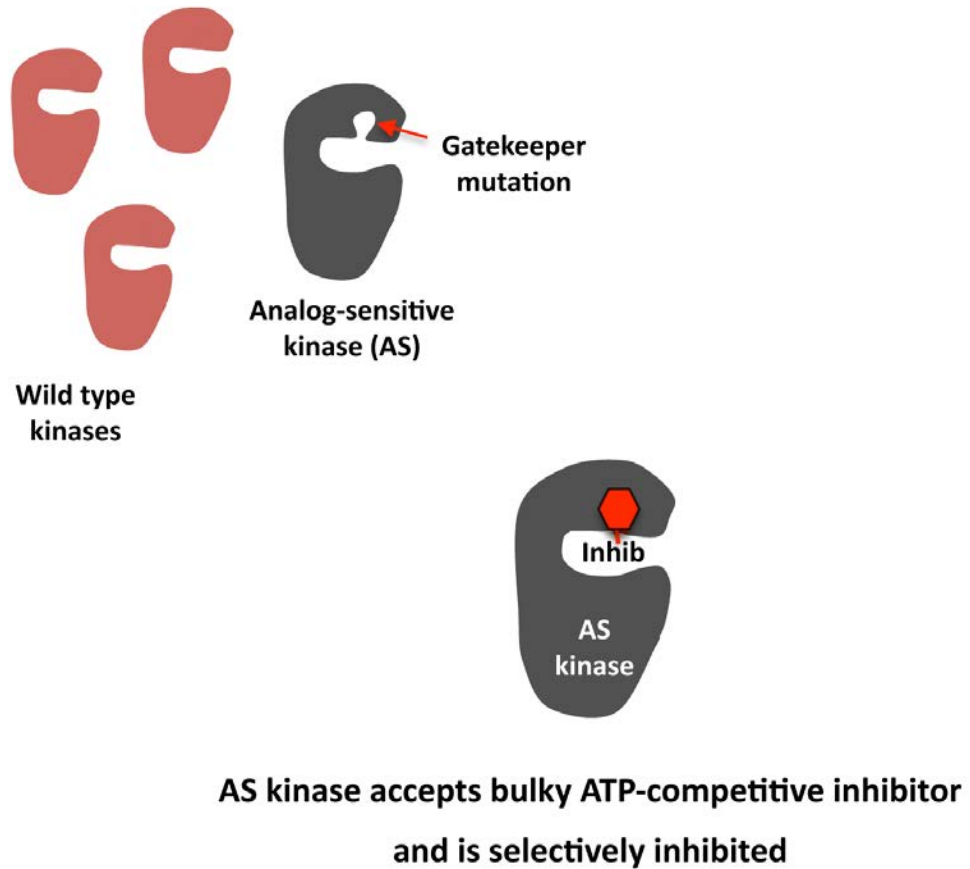 Gatekeeper
mutation
Analog-sensitive
kinase (AS)
Wild type
kinases
Inhib
AS
kinase
AS kinase accepts bulky ATP-competitive inhibitor
and is selectively inhibited